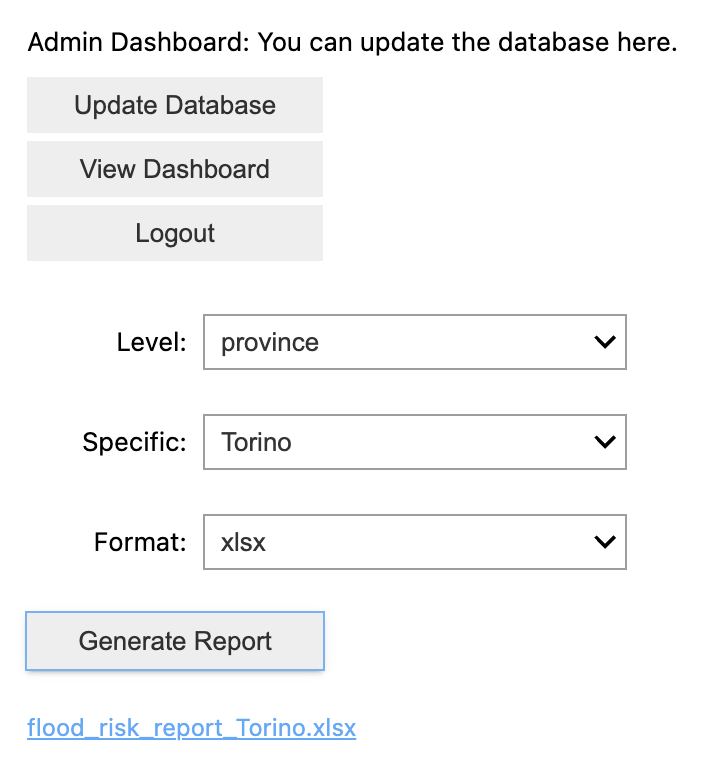 Admin Dashboard: You can update the database here.
Update Database
View Dashboard
Logout
Level: province
Specific: Torino
Format: xlsx
Generate Report
flood_risk_report_Torino.xlsx